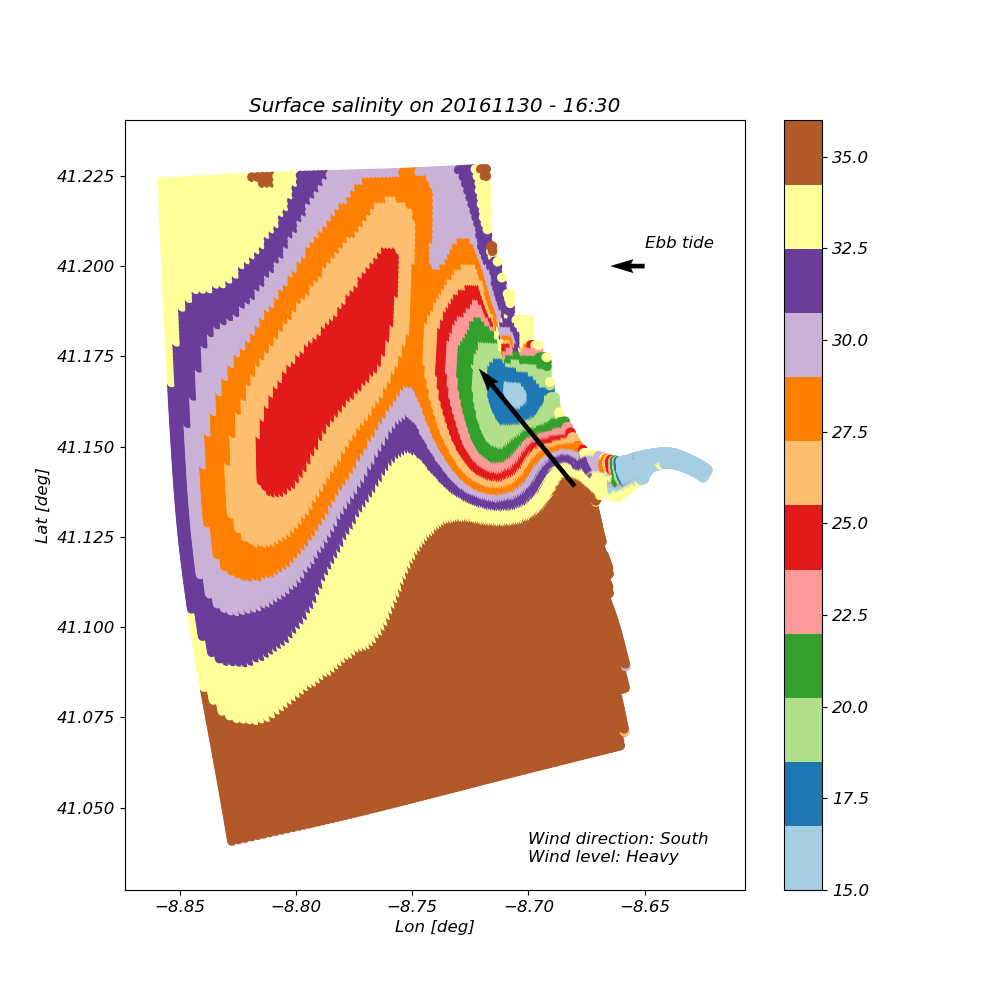 Surface salinity on 20161130 - 16:30
Ebb tide
41.225
41.200
41.175
41.150
41.125
41.100
41.075
41.050
Lat [deg]
Wind direction: South
Wind level: Heavy
−8.85 −8.80 −8.75 −8.70 −8.65
Lon [deg]
35.0
32.5
30.0
27.5
25.0
22.5
20.0
17.5
15.0